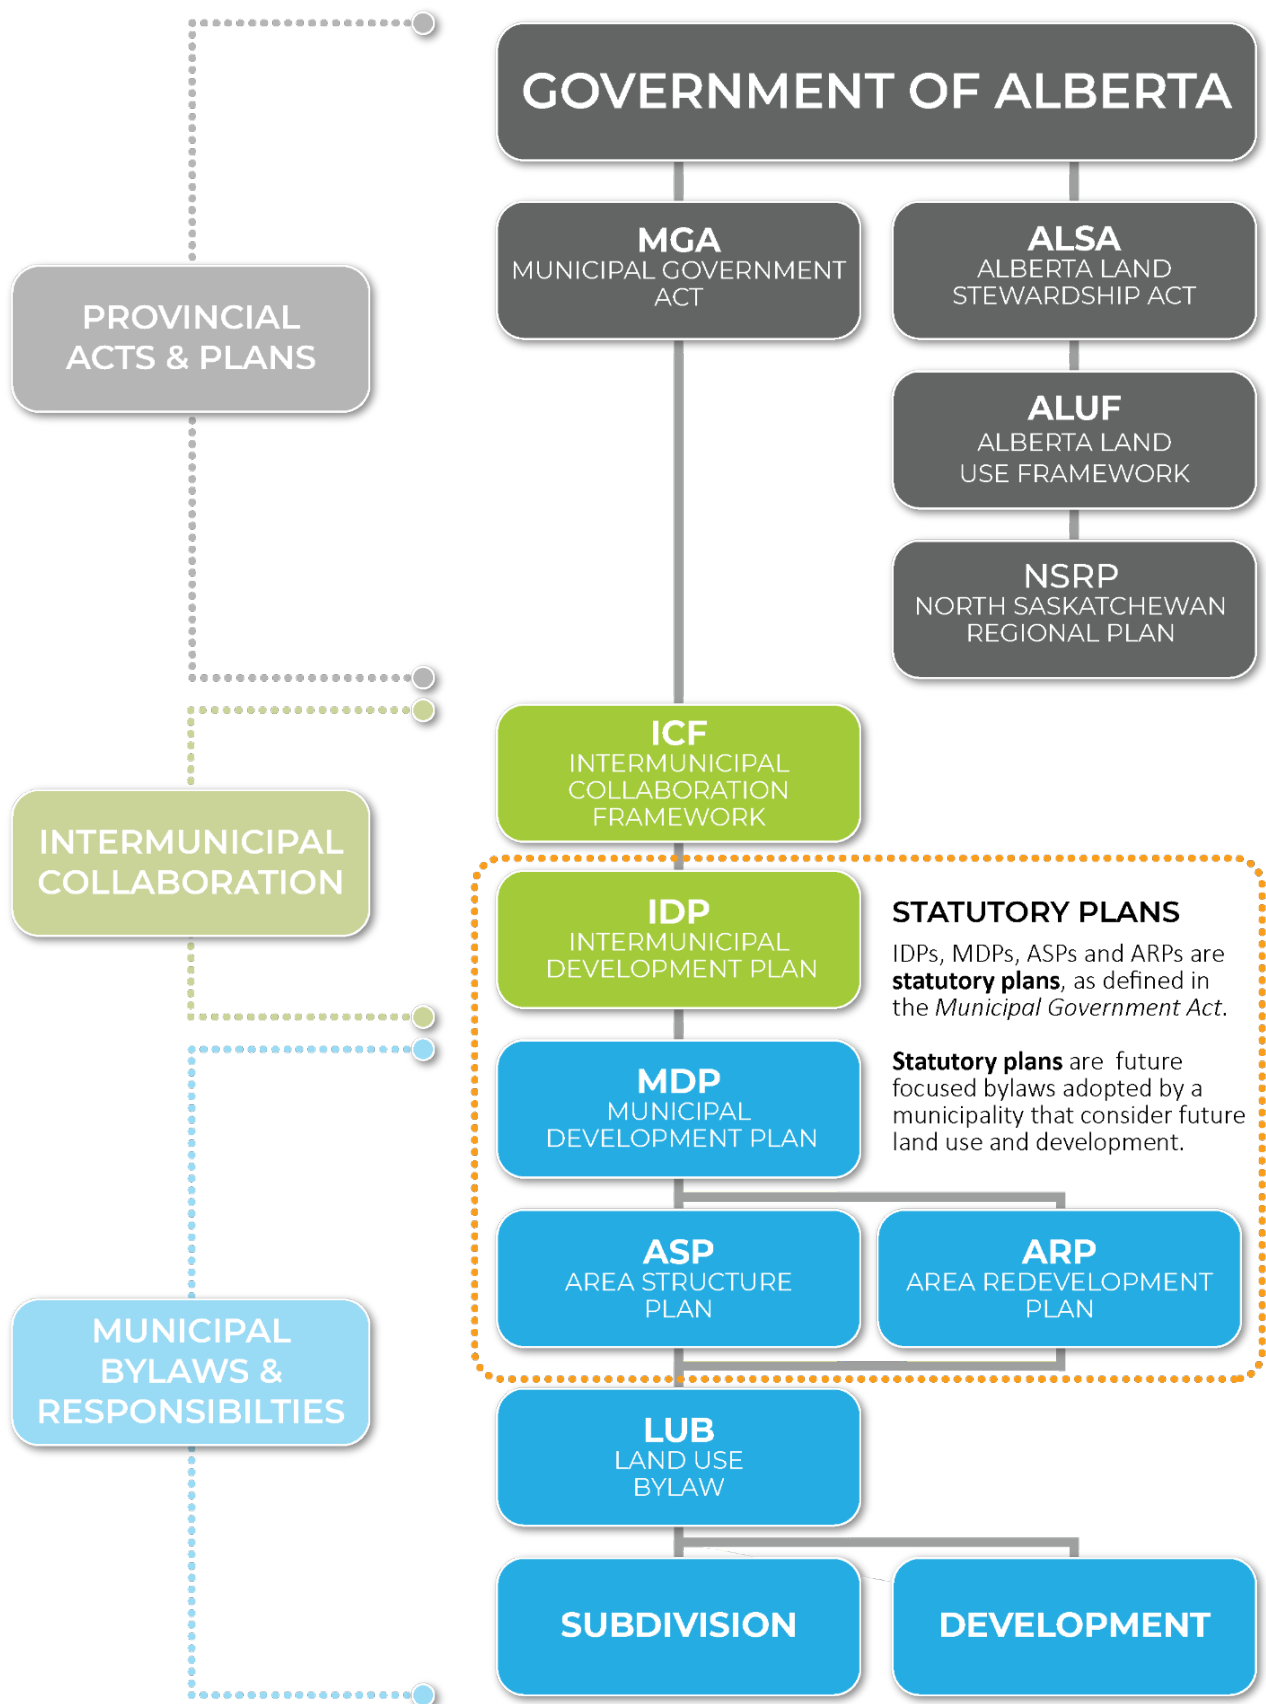 GOVERNMENT OF ALBERTA
MGA
MUNICIPAL GOVERNMENT
ACT
ALSA
ALBERTA LAND
STEWARDSHIP ACT
PROVINCIAL
ACTS & PLANS
ALUF
ALBERTA LAND
USE FRAMEWORK
NSRP
NORTH SASKATCHEWAN
REGIONAL PLAN
ICF
INTERMUNICIPAL
COLLABORATION
FRAMEWORK
INTERMUNICIPAL
COLLABORATION
IDP
INTERMUNICIPAL
DEVELOPMENT PLAN
STATUTORY PLANS
IDPs, MDPs, ASPs and ARPs are
statutory plans, as defined in
the Municipal Government Act.
Statutory plans are future
focused bylaws adopted by a
municipality that consider future
land use and development.
MDP
MUNICIPAL
DEVELOPMENT PLAN
ASP
AREA STRUCTURE
PLAN
ARP
AREA REDEVELOPMENT
PLAN
MUNICIPAL
BYLAWS &
RESPONSIBILTIES
LUB
LAND USE
BYLAW
SUBDIVISION
DEVELOPMENT